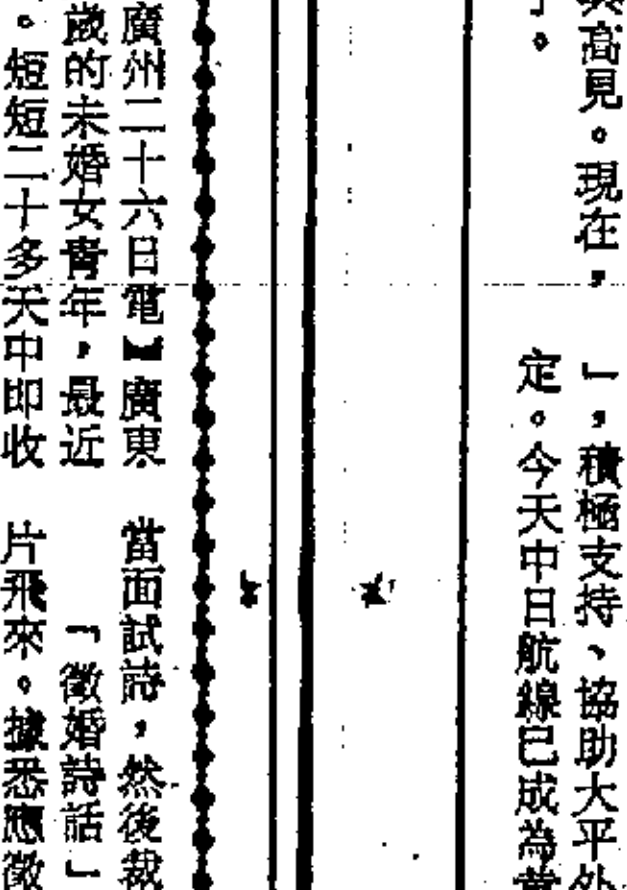 與高見。現在,
了。
」,積極支持、協助大平外
定。今天中日航線已成為黃
廣州二十六日電】廣東
歲的未婚女青年,最近
。短短二十多天中即收
當面試詩,然後裁
「徵婚詩話」
片飛來。據悉應徵